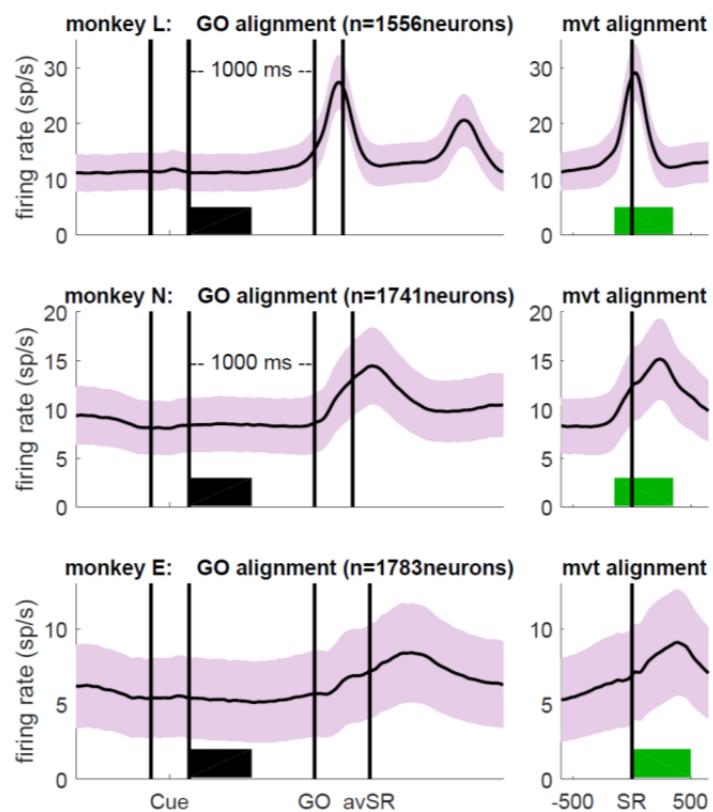 monkey L: GO alignment (n=1556neurons) mvt alignment
firing rate (sp/s)
30
20
10
0
-- 1000 ms --
30
20
10
0
monkey N: GO alignment (n=1741neurons) mvt alignment
firing rate (sp/s)
20
15
10
5
0
-- 1000 ms --
20
15
10
5
0
monkey E: GO alignment (n=1783neurons) mvt alignment
firing rate (sp/s)
10
5
0
10
5
0
Cue GO avSR -500 SR 500